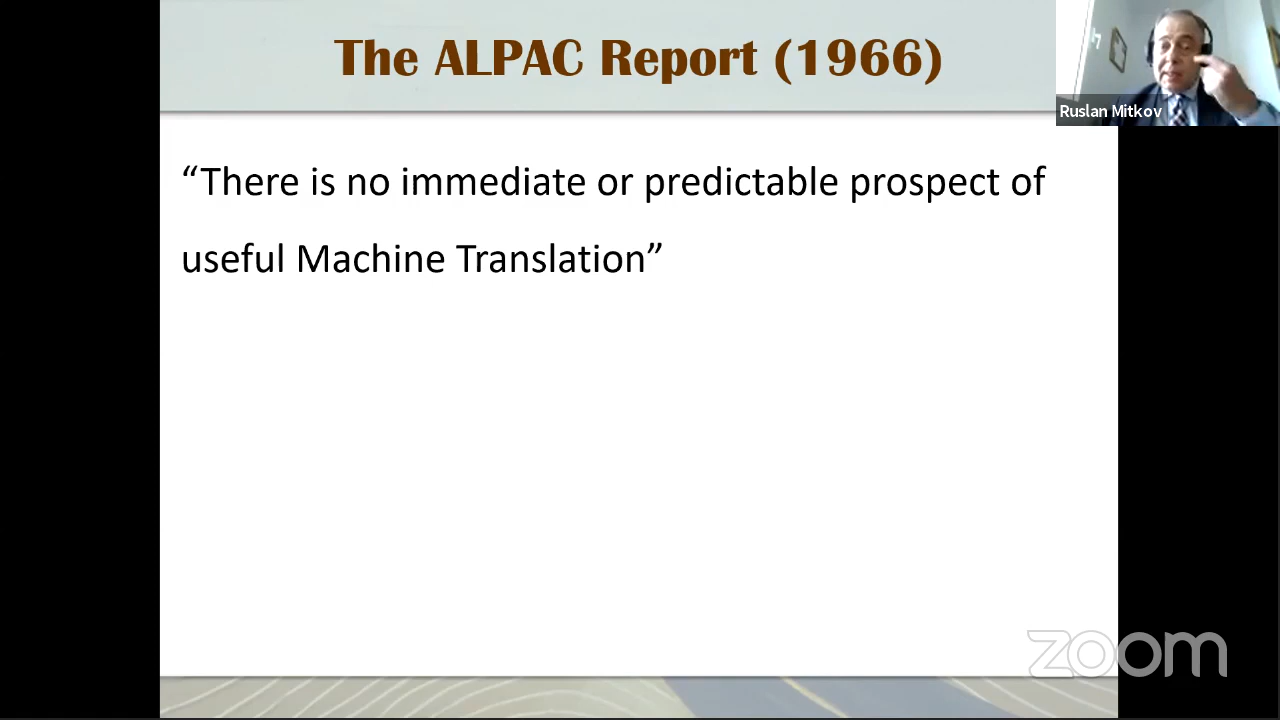 The ALPAC Report (1966)
Ruslan Mitkov
“There is no immediate or predictable prospect of
useful Machine Translation”
zoom